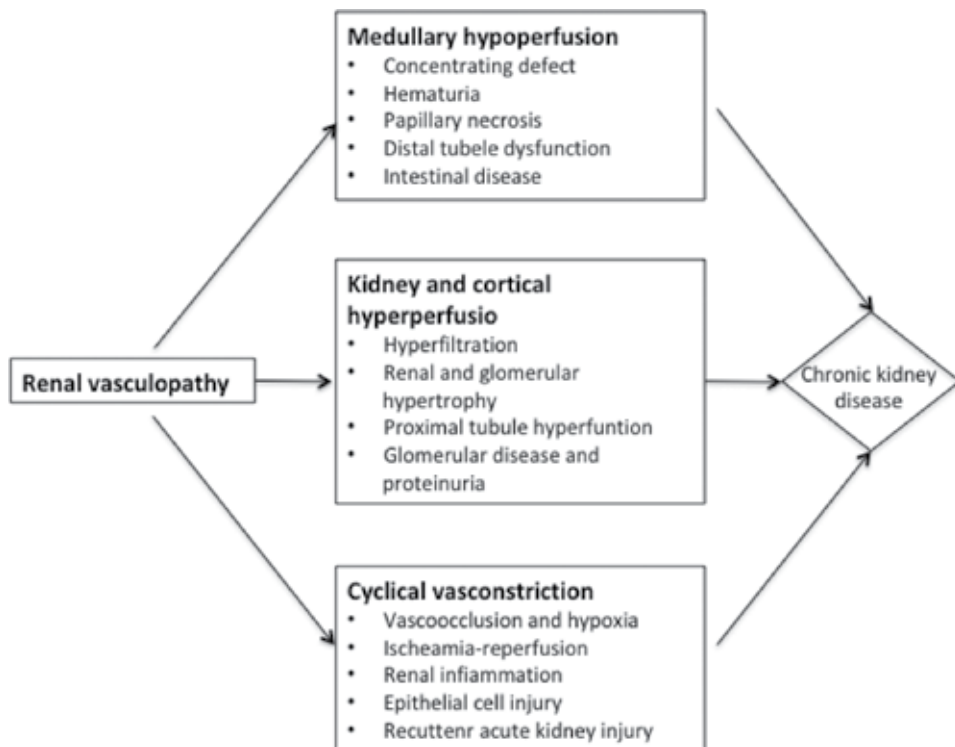 Medullary hypoperfusion
• Concentrating defect
• Hematuria
• Papillary necrosis
• Distal tubele dysfunction
• Intestinal disease
Kidney and cortical
hyperperfusio
• Hyperfiltration
• Renal and glomerular
hypertrophy
• Proximal tubule hyperfuntion
• Glomerular disease and
proteinuria
Renal vasculopathy
Chronic kidney
disease
Cyclical vasconstriction
• Vascoocclusion and hypoxia
• Ischeamia-reperfusion
• Renal infiammation
• Epithelial cell injury
• Recuttenr acute kidney injury